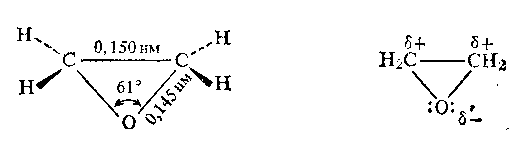 H H
C 0,150 нм C
H H
61° 0,145 нм
O
δ+ δ+
H₂C CH₂
:O: δ-